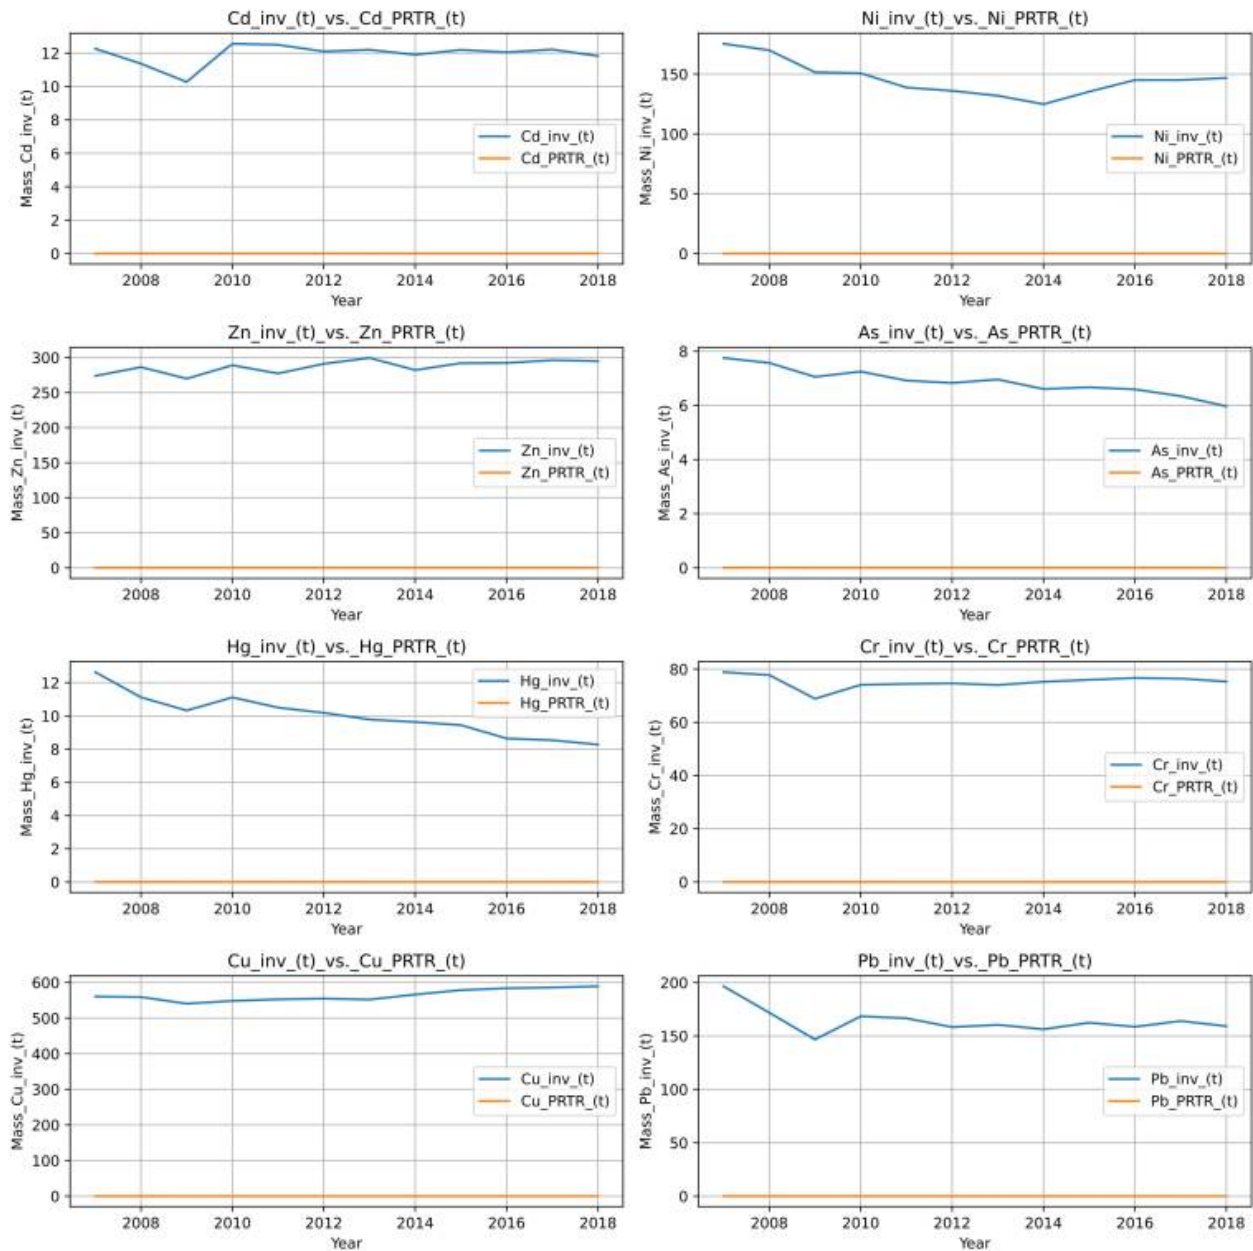 Cd_inv_(t)_vs._Cd_PRTR_(t)
Mass_Cd_inv_(t)
12
10
8
6
4
2
0
Cd_inv_(t)
Cd_PRTR_(t)
2008 2010 2012 2014 2016 2018
Year
Ni_inv_(t)_vs._Ni_PRTR_(t)
Mass_Ni_inv_(t)
150
100
50
0
Ni_inv_(t)
Ni_PRTR_(t)
2008 2010 2012 2014 2016 2018
Year
Zn_inv_(t)_vs._Zn_PRTR_(t)
Mass_Zn_inv_(t)
300
250
200
150
100
50
0
Zn_inv_(t)
Zn_PRTR_(t)
2008 2010 2012 2014 2016 2018
Year
As_inv_(t)_vs._As_PRTR_(t)
Mass_As_inv_(t)
8
6
4
2
0
As_inv_(t)
As_PRTR_(t)
2008 2010 2012 2014 2016 2018
Year
Hg_inv_(t)_vs._Hg_PRTR_(t)
Mass_Hg_inv_(t)
12
10
8
6
4
2
0
Hg_inv_(t)
Hg_PRTR_(t)
2008 2010 2012 2014 2016 2018
Year
Cr_inv_(t)_vs._Cr_PRTR_(t)
Mass_Cr_inv_(t)
80
60
40
20
0
Cr_inv_(t)
Cr_PRTR_(t)
2008 2010 2012 2014 2016 2018
Year
Cu_inv_(t)_vs._Cu_PRTR_(t)
Mass_Cu_inv_(t)
600
500
400
300
200
100
0
Cu_inv_(t)
Cu_PRTR_(t)
2008 2010 2012 2014 2016 2018
Year
Pb_inv_(t)_vs._Pb_PRTR_(t)
Mass_Pb_inv_(t)
200
150
100
50
0
Pb_inv_(t)
Pb_PRTR_(t)
2008 2010 2012 2014 2016 2018
Year